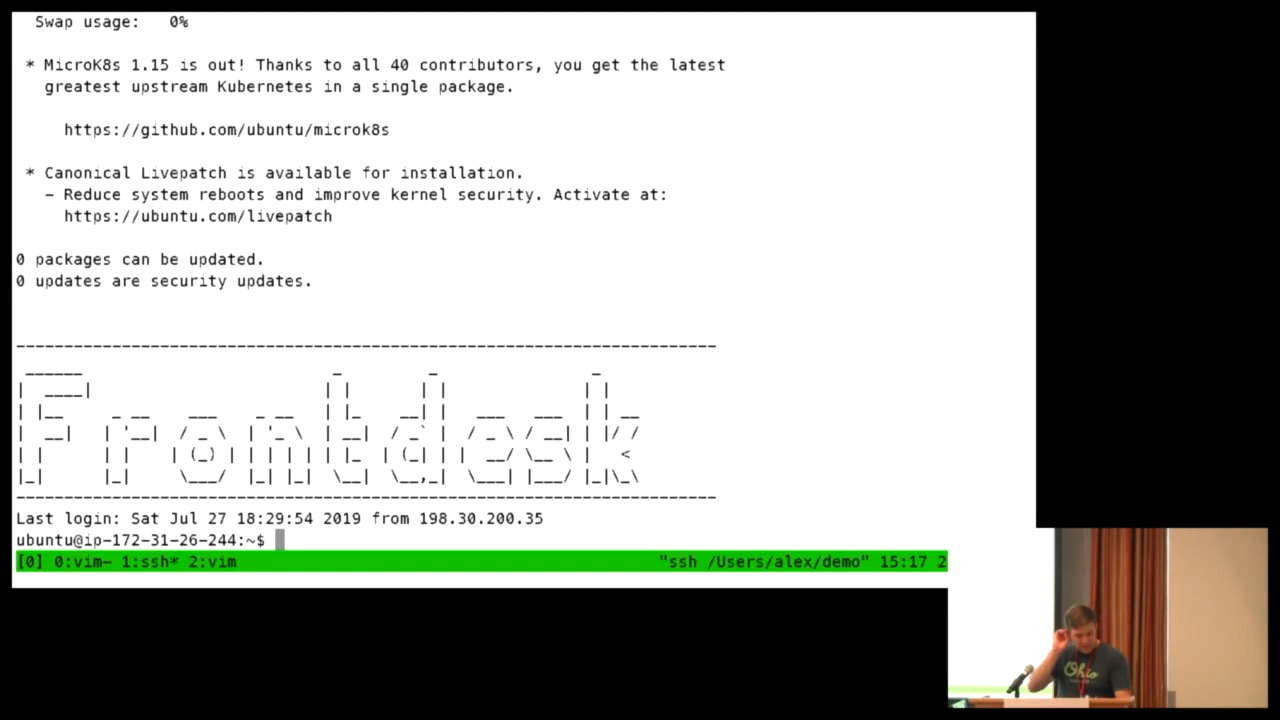 Swap usage:   0%
* MicroK8s 1.15 is out! Thanks to all 40 contributors, you get the latest
greatest upstream Kubernetes in a single package.
https://github.com/ubuntu/microk8s
* Canonical Livepatch is available for installation.
- Reduce system reboots and improve kernel security. Activate at:
https://ubuntu.com/livepatch
0 packages can be updated.
0 updates are security updates.
Frontdesk
Last login: Sat Jul 27 18:29:54 2019 from 198.30.200.35
ubuntu@ip-172-31-26-244:~$
[0] 0:vim- 1:ssh* 2:vim "ssh /Users/alex/demo" 15:17 2
Ohio